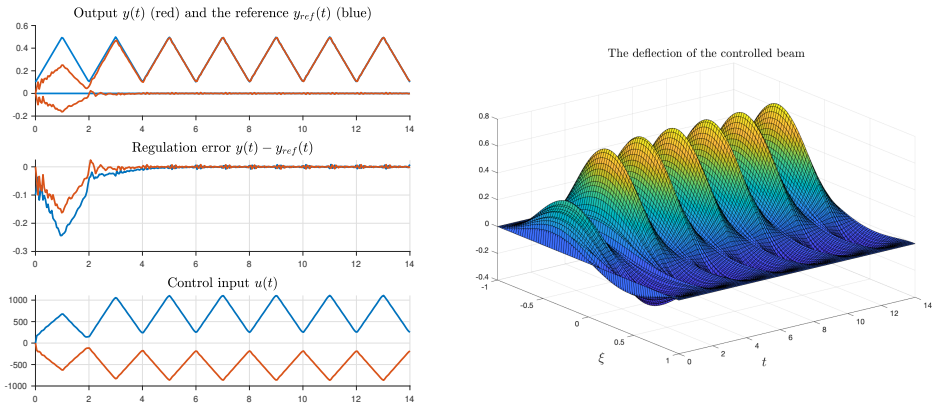 Output y(t) (red) and the reference y_ref(t) (blue)
0.6
0.4
0.2
0
-0.2
0 2 4 6 8 10 12 14
Regulation error y(t) − y_ref(t)
0
-0.1
-0.2
-0.3
0 2 4 6 8 10 12 14
Control input u(t)
1000
500
0
-500
-1000
0 2 4 6 8 10 12 14
The deflection of the controlled beam
0.8
0.6
0.4
0.2
0
-0.2
-0.4
-1
-0.5
0
0.5
1
ξ
0 2 4 6 8 10 12 14
t